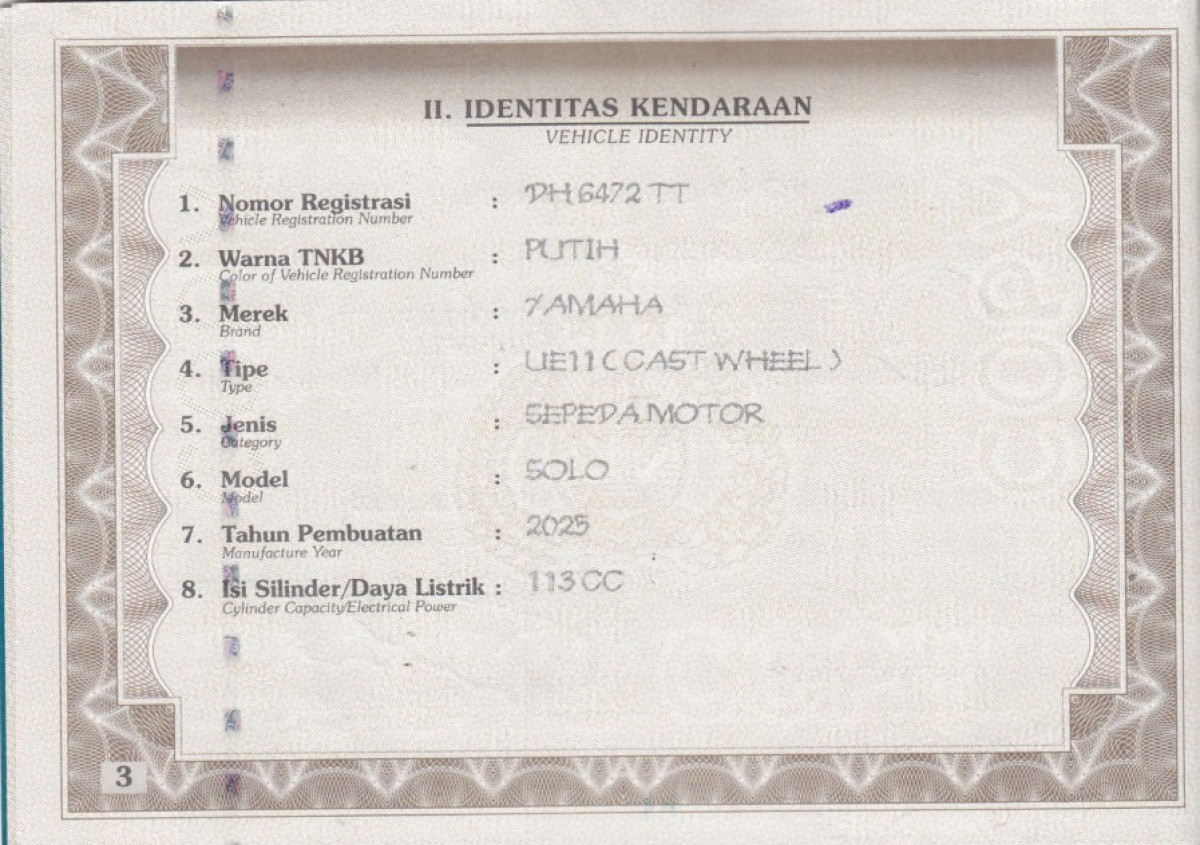 II. IDENTITAS KENDARAAN
VEHICLE IDENTITY
1. Nomor Registrasi : DH 6472 TT
Vehicle Registration Number
2. Warna TNKB : PUTIH
Color of Vehicle Registration Number
3. Merek : YAMAHA
Brand
4. Tipe : UE11 ( CAST WHEEL )
Type
5. Jenis : SEPEDA MOTOR
Category
6. Model : SOLO
Model
7. Tahun Pembuatan : 2025
Manufacture Year
8. Isi Silinder/Daya Listrik : 113 CC
Cylinder Capacity/Electrical Power
3